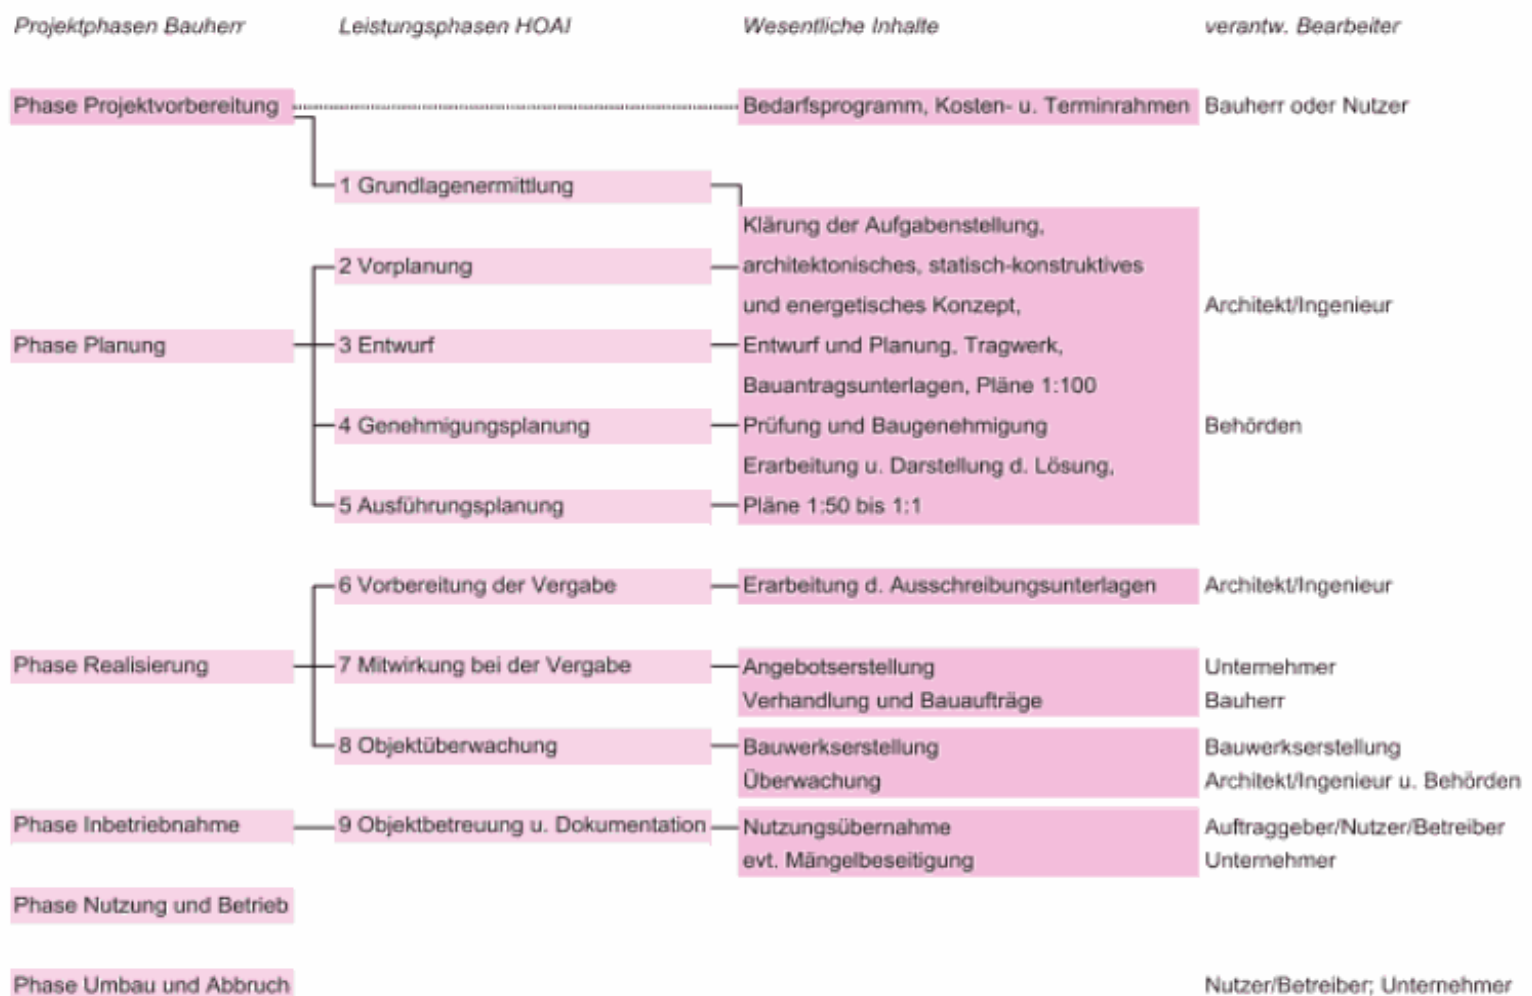 Projektphasen Bauherr Leistungsphasen HOAI Wesentliche Inhalte verantw. Bearbeiter
Phase Projektvorbereitung Bedarfsprogramm, Kosten- u. Terminrahmen Bauherr oder Nutzer
1 Grundlagenermittlung
Klärung der Aufgabenstellung,
2 Vorplanung architektonisches, statisch-konstruktives
und energetisches Konzept, Architekt/Ingenieur
Phase Planung 3 Entwurf Entwurf und Planung, Tragwerk,
Bauantragsunterlagen, Pläne 1:100
4 Genehmigungsplanung Prüfung und Baugenehmigung Behörden
Erarbeitung u. Darstellung d. Lösung,
5 Ausführungsplanung Pläne 1:50 bis 1:1
6 Vorbereitung der Vergabe Erarbeitung d. Ausschreibungsunterlagen Architekt/Ingenieur
Phase Realisierung 7 Mitwirkung bei der Vergabe Angebotserstellung Unternehmer
Verhandlung und Bauaufträge Bauherr
8 Objektüberwachung Bauwerkserstellung Bauwerkserstellung
Überwachung Architekt/Ingenieur u. Behörden
Phase Inbetriebnahme 9 Objektbetreuung u. Dokumentation Nutzungsübernahme Auftraggeber/Nutzer/Betreiber
evt. Mängelbeseitigung Unternehmer
Phase Nutzung und Betrieb
Phase Umbau und Abbruch Nutzer/Betreiber; Unternehmer